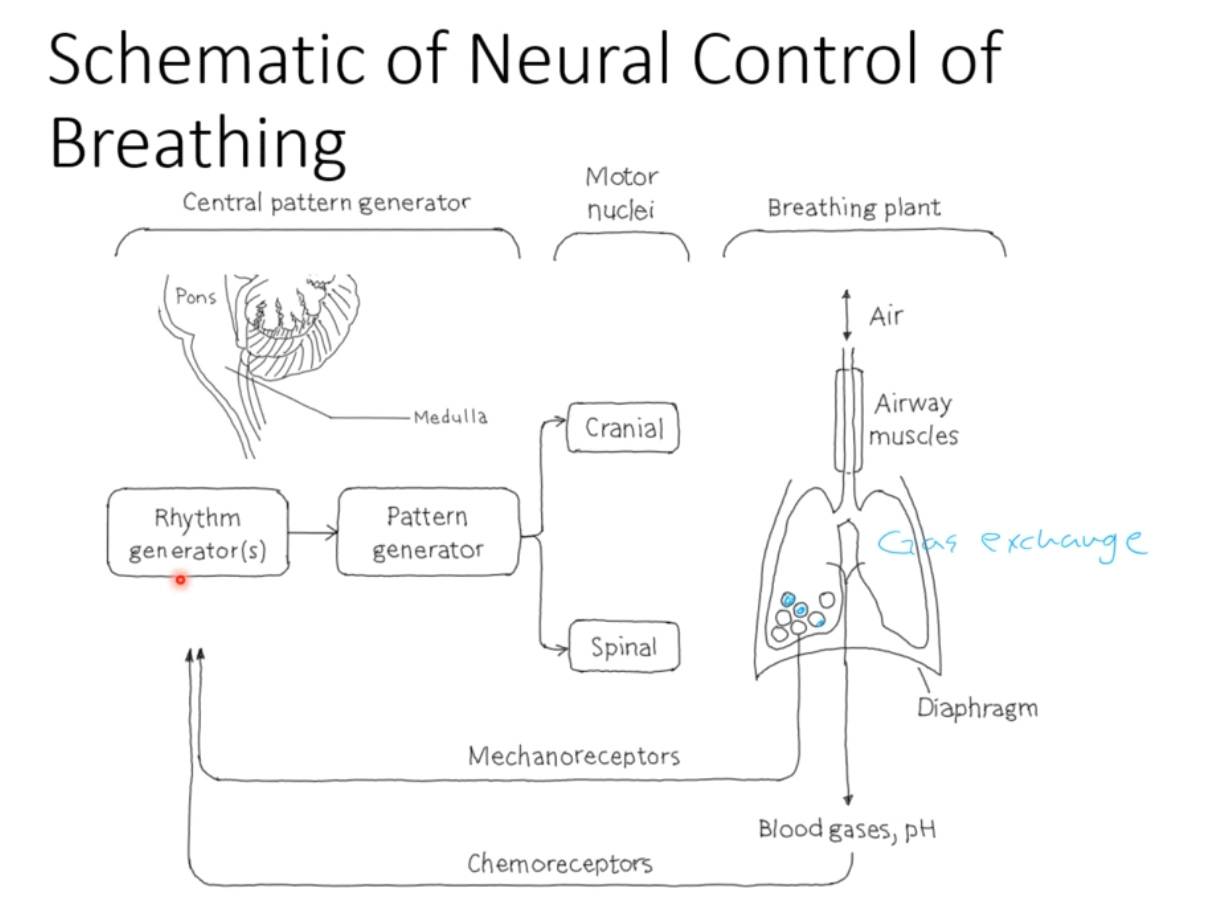 Schematic of Neural Control of
Breathing
Central pattern generator
Motor
nuclei
Breathing plant
Pons
Medulla
Air
Airway
muscles
Cranial
Rhythm
generator(s)
Pattern
generator
Gas exchange
Spinal
Diaphragm
Mechanoreceptors
Blood gases, pH
Chemoreceptors